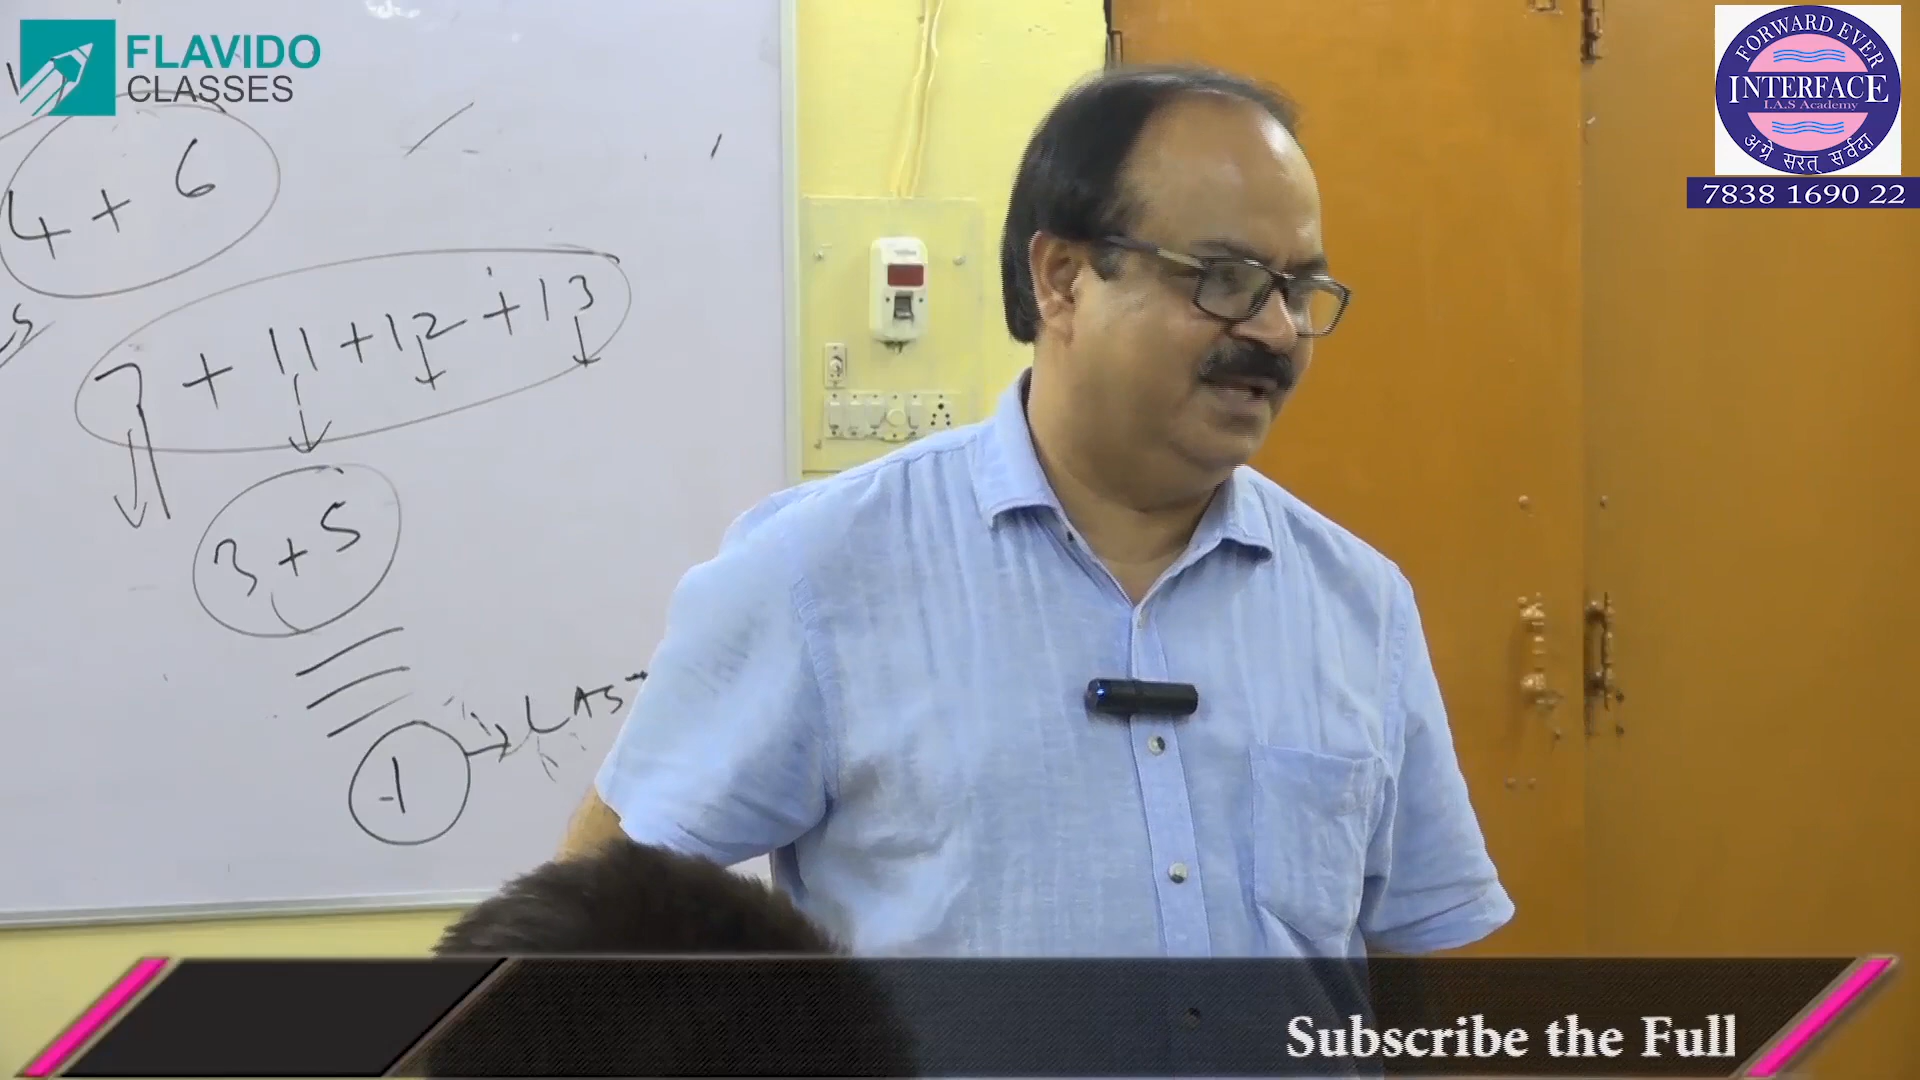 FLAVIDO
CLASSES
4 + 6
7 + 11 + 12 + 13
3 + 5
-1 → LAST
FORWARD EVER
INTERFACE
I.A.S Academy
अग्रे सरत् सर्वदा
7838 1690 22
Subscribe the Full